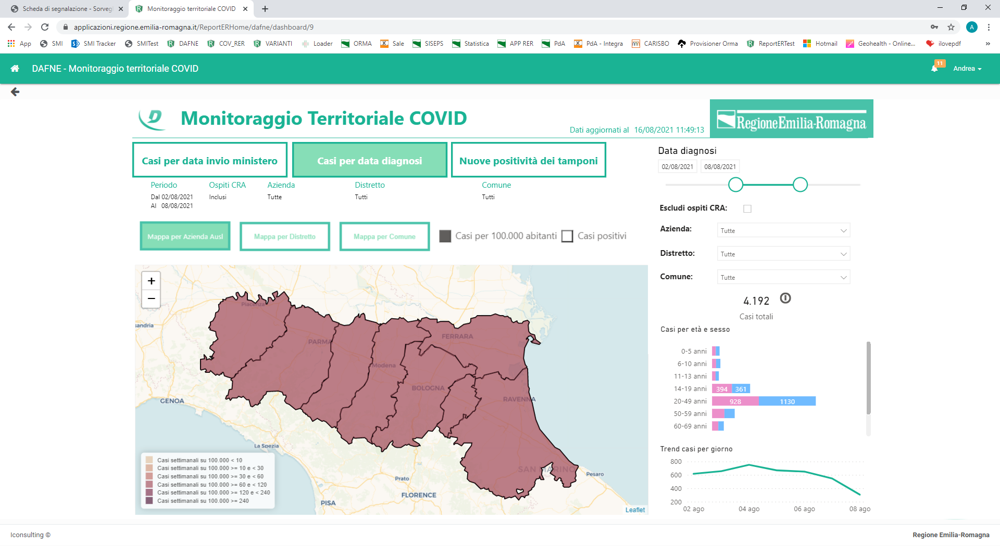 Scheda di segnalazione - Sorveg
Monitoraggio territoriale COVID
applicazioni.regione.emilia-romagna.it/ReportERHome/dafne/dashboard/9
A
App SMI SMI Tracker SMITest DAFNE COV_RER VARIANTI Loader ORMA Sale SISEPS Statistica APP RER PdA PdA - Integra CARISBO Provisioner Orma ReportERTest Hotmail Geohealth - Online... ilovepdf »
DAFNE - Monitoraggio territoriale COVID
11
Andrea
Monitoraggio Territoriale COVID
Dati aggiornati al 16/08/2021 11:49:13
RegioneEmilia-Romagna
Casi per data invio ministero
Casi per data diagnosi
Nuove positività dei tamponi
Periodo Ospiti CRA Azienda Distretto Comune
Dal 02/08/2021 Inclusi Tutte Tutti Tutti
Al 08/08/2021
Mappa per Azienda Ausl
Mappa per Distretto
Mappa per Comune
Casi per 100.000 abitanti
Casi positivi
+
−
Piacenza
sandria
PARMA
FERRARA
Modena
BOLOGNA
RAVENNA
GENOA
La Spezia
SAN MARINO
Prato
Pesaro
FLORENCE
PISA
Casi settimanali su 100.000 < 10
Casi settimanali su 100.000 >= 10 e < 30
Casi settimanali su 100.000 >= 30 e < 60
Casi settimanali su 100.000 >= 60 e < 120
Casi settimanali su 100.000 >= 120 e < 240
Casi settimanali su 100.000 >= 240
Leaflet
Data diagnosi
02/08/2021 08/08/2021
Escludi ospiti CRA:
Azienda: Tutte
Distretto: Tutte
Comune: Tutte
4.192
Casi totali
Casi per età e sesso
0-5 anni
6-10 anni
11-13 anni
14-19 anni 394 361
20-49 anni 928 1130
50-59 anni
60-69 anni
Trend casi per giorno
800
600
400
200
02 ago 04 ago 06 ago 08 ago
Iconsulting ©
Regione Emilia-Romagna